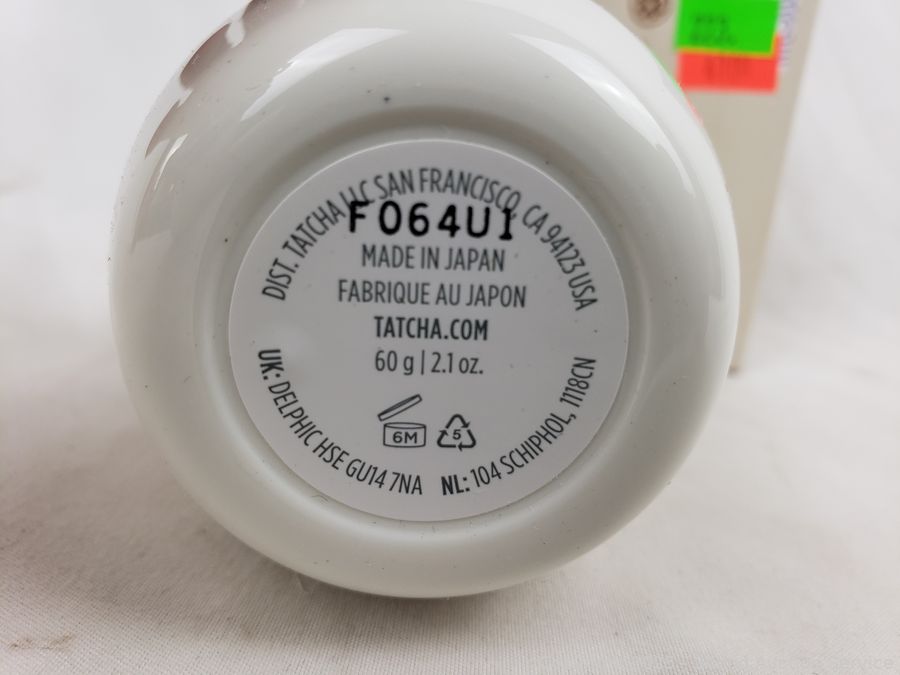 DIST. TATCHA LLC SAN FRANCISCO, CA 94123 USA
F064U1
MADE IN JAPAN
FABRIQUE AU JAPON
TATCHA.COM
60 g | 2.1 oz.
6M
5
UK: DELPHIC HSE GU14 7NA NL: 104 SCHIPHOL, 1118CN